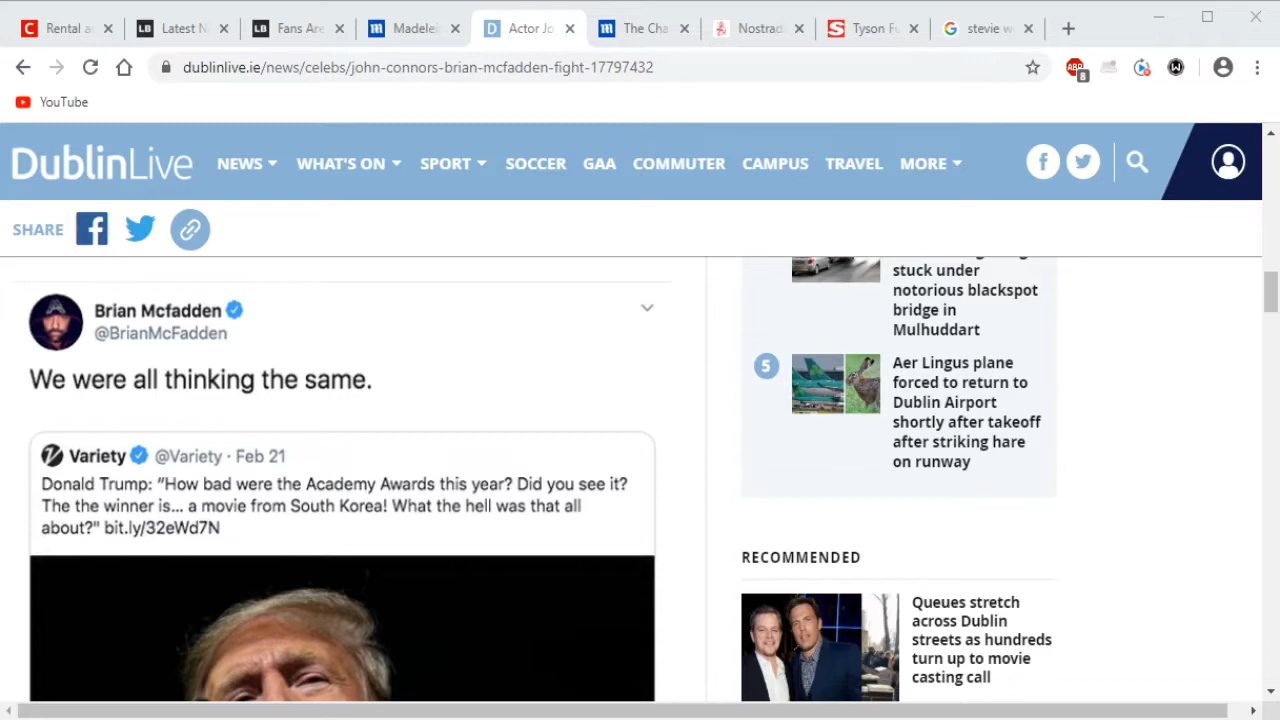 Rental a
Latest N
Fans Are
Madelei
Actor Jo
The Cha
Nostrad
Tyson Fu
stevie w
dublinlive.ie/news/celebs/john-connors-brian-mcfadden-fight-17797432
ABP
8
YouTube
DublinLive
NEWS
WHAT'S ON
SPORT
SOCCER
GAA
COMMUTER
CAMPUS
TRAVEL
MORE
SHARE
Brian Mcfadden
@BrianMcFadden
We were all thinking the same.
Variety @Variety · Feb 21
Donald Trump: “How bad were the Academy Awards this year? Did you see it?
The the winner is... a movie from South Korea! What the hell was that all
about?" bit.ly/32eWd7N
stuck under
notorious blackspot
bridge in
Mulhuddart
5
Aer Lingus plane
forced to return to
Dublin Airport
shortly after takeoff
after striking hare
on runway
RECOMMENDED
Queues stretch
across Dublin
streets as hundreds
turn up to movie
casting call